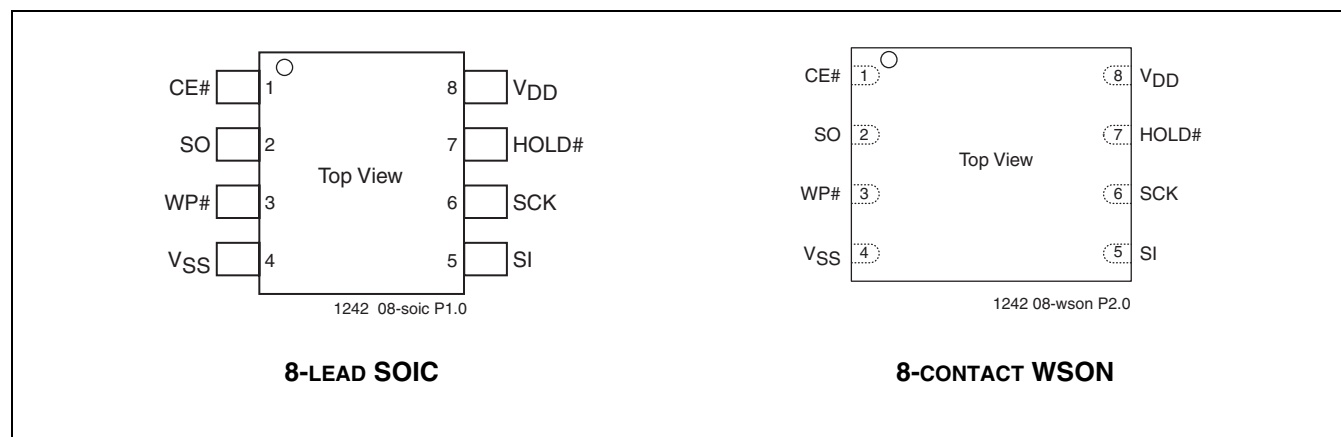 CE# 1 8 VDD
SO 2 7 HOLD#
Top View
WP# 3 6 SCK
VSS 4 5 SI
1242 08-soic P1.0
8-LEAD SOIC
CE# 1 8 VDD
SO 2 7 HOLD#
Top View
WP# 3 6 SCK
VSS 4 5 SI
1242 08-wson P2.0
8-CONTACT WSON